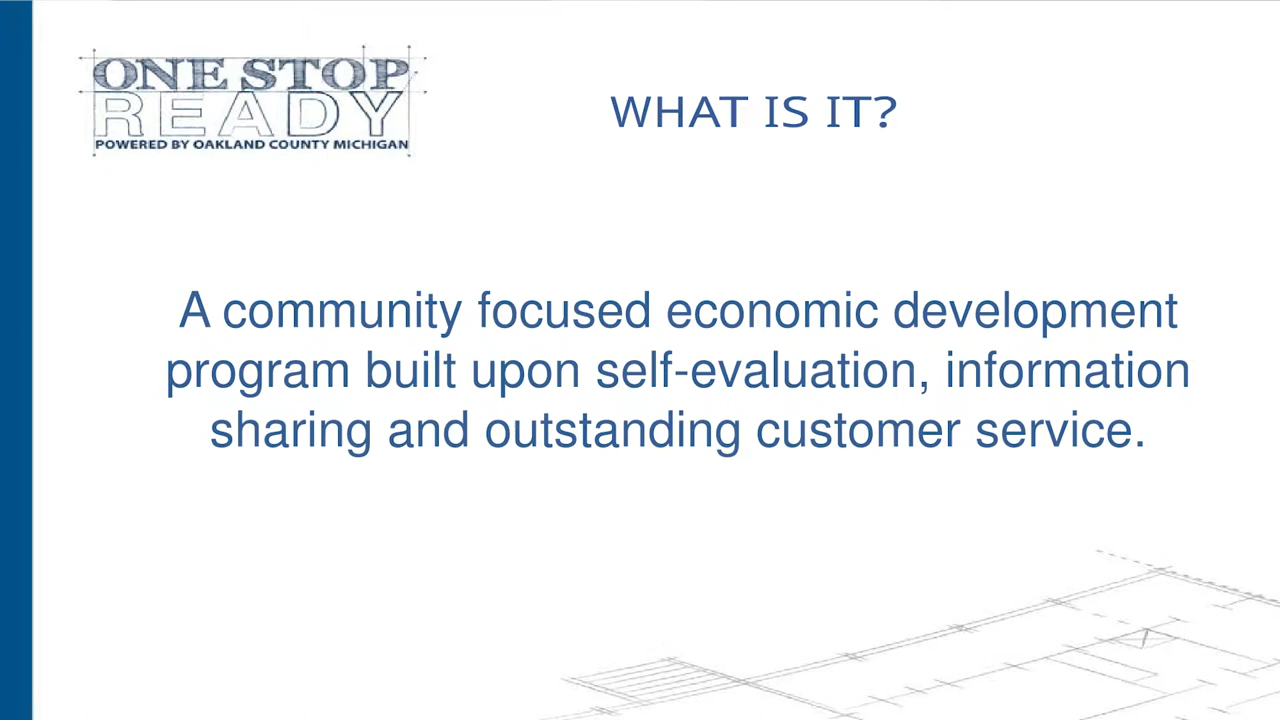 ONE STOP
READY
POWERED BY OAKLAND COUNTY MICHIGAN
WHAT IS IT?
A community focused economic development
program built upon self-evaluation, information
sharing and outstanding customer service.